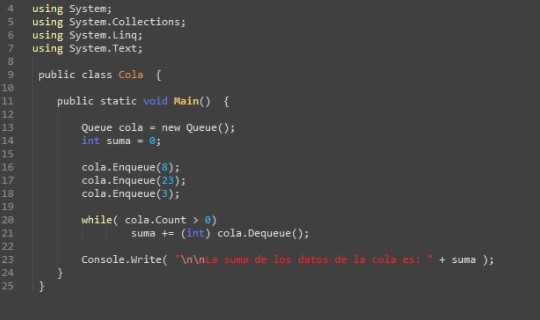 4 using System;
5 using System.Collections;
6 using System.Linq;
7 using System.Text;
8
9 public class Cola {
10
11 public static void Main() {
12
13 Queue cola = new Queue();
14 int suma = 0;
15
16 cola.Enqueue(8);
17 cola.Enqueue(23);
18 cola.Enqueue(3);
19
20 while( cola.Count > 0)
21 suma += (int) cola.Dequeue();
22
23 Console.Write( "\n\nLa suma de los datos de la cola es: " + suma );
24 }
25 }